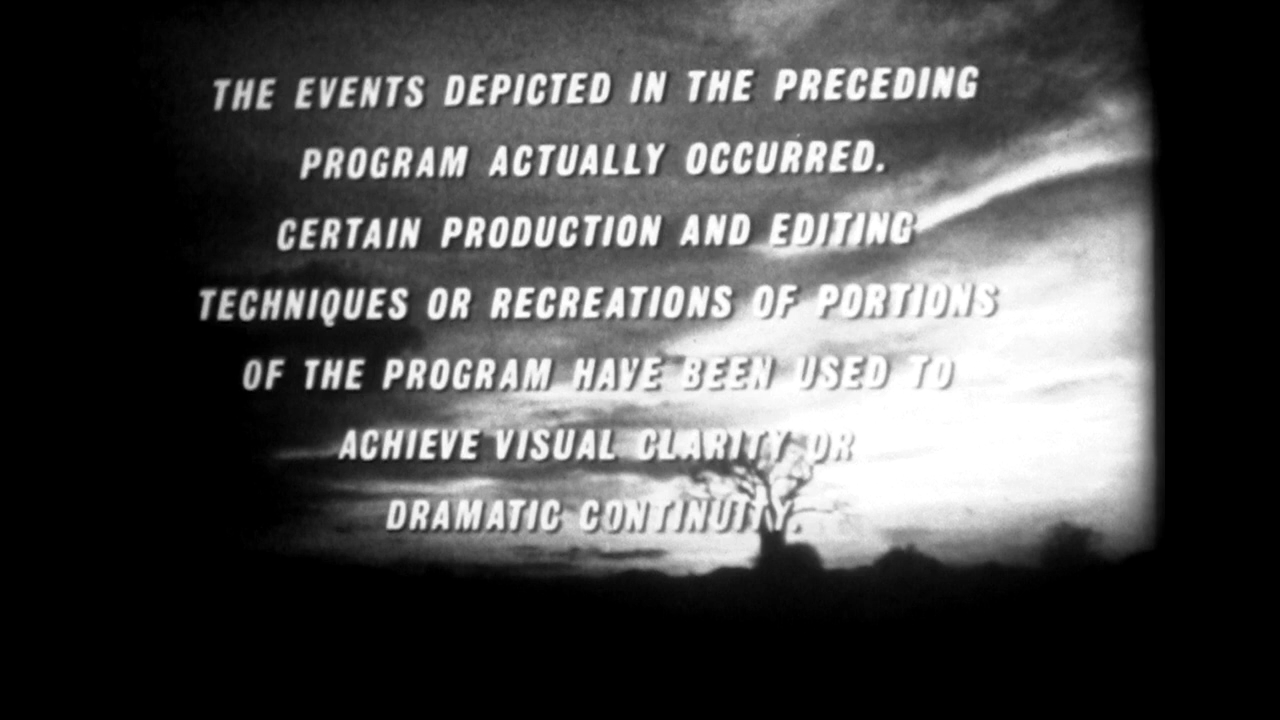 THE EVENTS DEPICTED IN THE PRECEDING
PROGRAM ACTUALLY OCCURRED.
CERTAIN PRODUCTION AND EDITING
TECHNIQUES OR RECREATIONS OF PORTIONS
OF THE PROGRAM HAVE BEEN USED TO
ACHIEVE VISUAL CLARITY OR
DRAMATIC CONTINUITY.